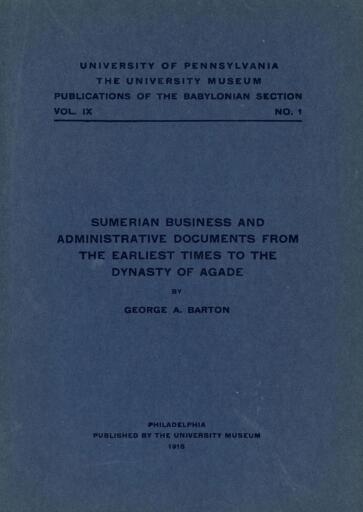 UNIVERSITY OF PENNSYLVANIA
THE UNIVERSITY MUSEUM
PUBLICATIONS OF THE BABYLONIAN SECTION
VOL. IX NO. 1
SUMERIAN BUSINESS AND
ADMINISTRATIVE DOCUMENTS FROM
THE EARLIEST TIMES TO THE
DYNASTY OF AGADE
BY
GEORGE A. BARTON
PHILADELPHIA
PUBLISHED BY THE UNIVERSITY MUSEUM
1915